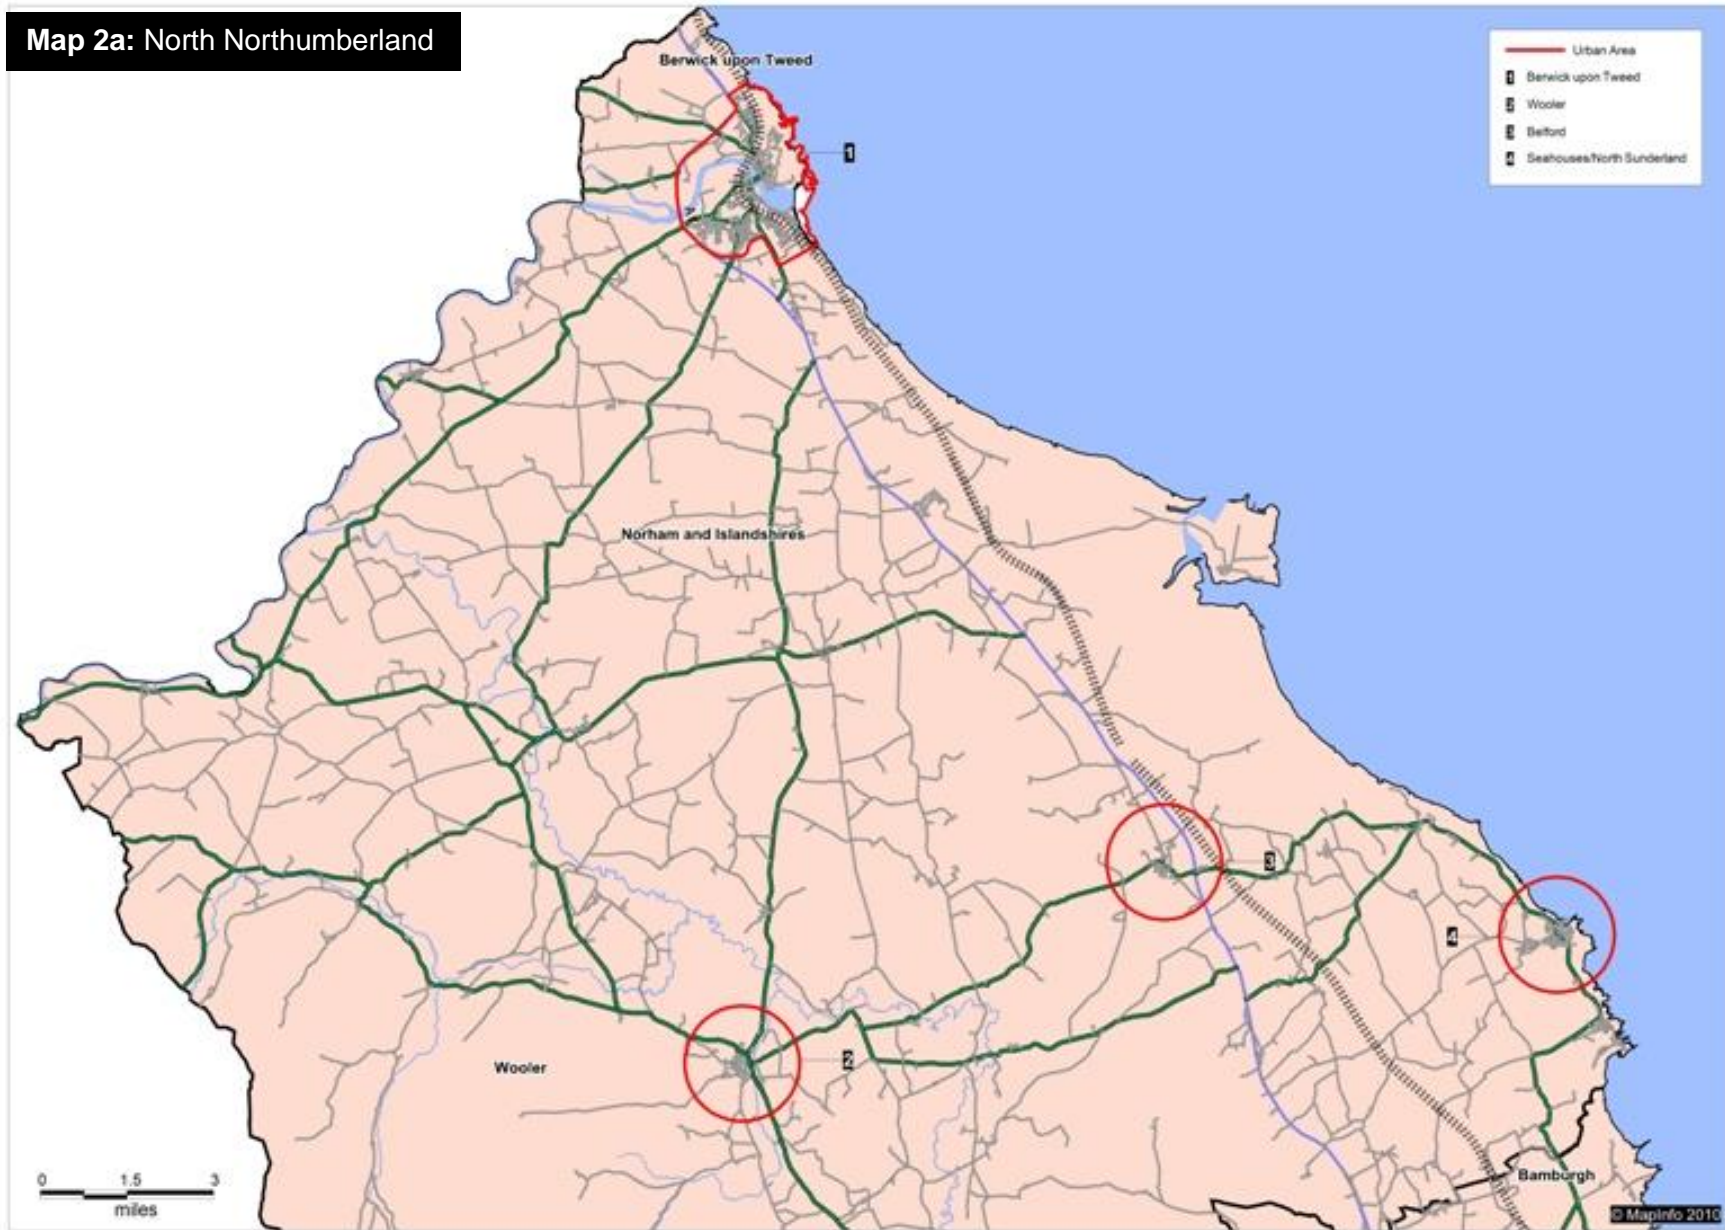 Map 2a: North Northumberland
Berwick upon Tweed
Urban Area
1 Berwick upon Tweed
2 Wooler
3 Belford
4 Seahouses/North Sunderland
1
A
Norham and Islandshires
3
4
Wooler
2
0 1.5 3
miles
Bamburgh
© MapInfo 2010